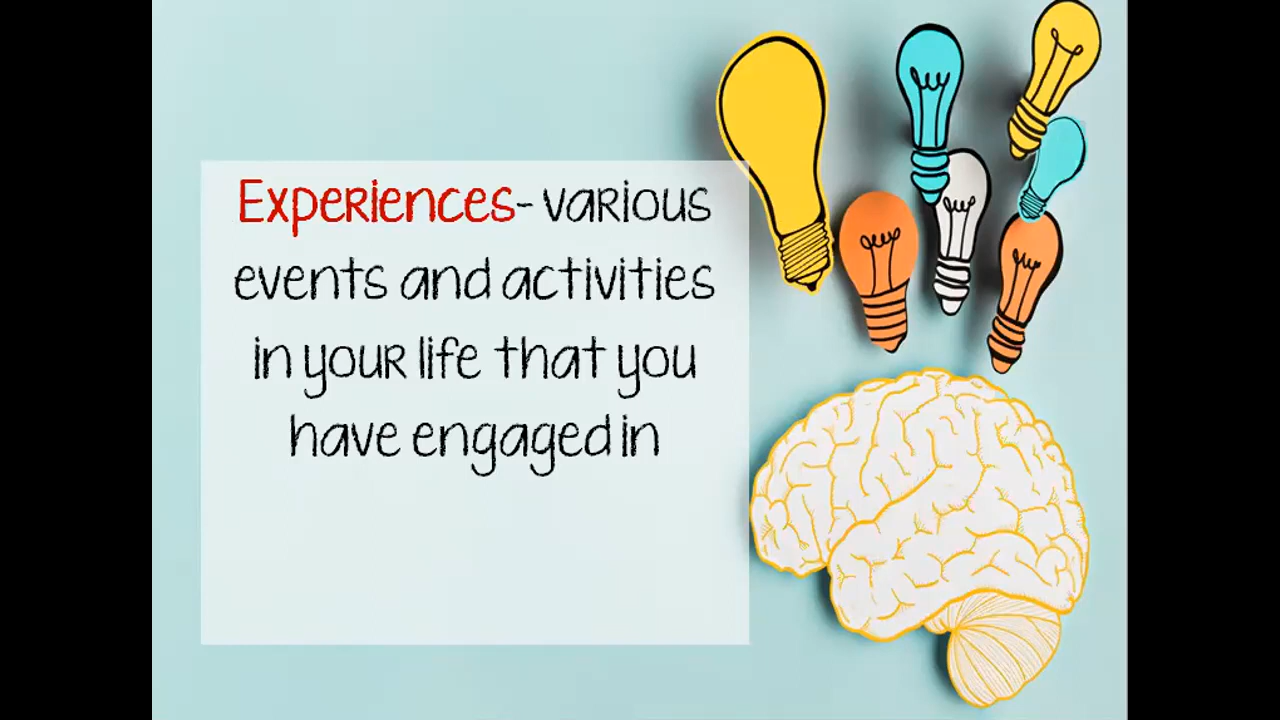 Experiences- various
events and activities
in your life that you
have engaged in